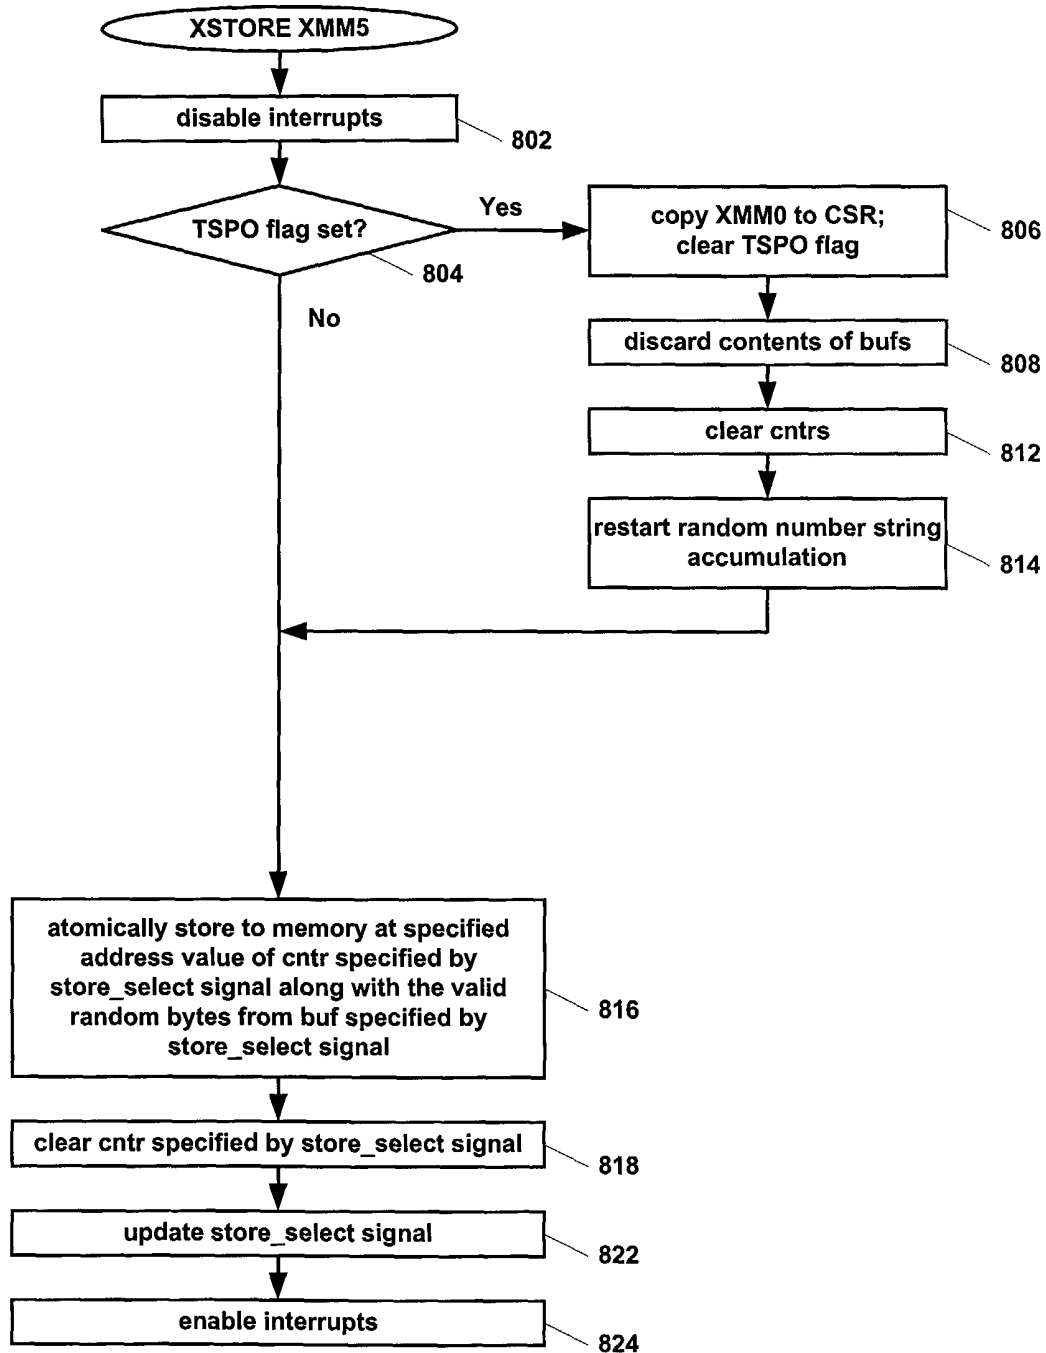 XSTORE XMM5
disable interrupts
802
TSPO flag set?
804
Yes
No
copy XMM0 to CSR;
clear TSPO flag
806
discard contents of bufs
808
clear cntrs
812
restart random number string
accumulation
814
atomically store to memory at specified
address value of cntr specified by
store_select signal along with the valid
random bytes from buf specified by
store_select signal
816
clear cntr specified by store_select signal
818
update store_select signal
822
enable interrupts
824